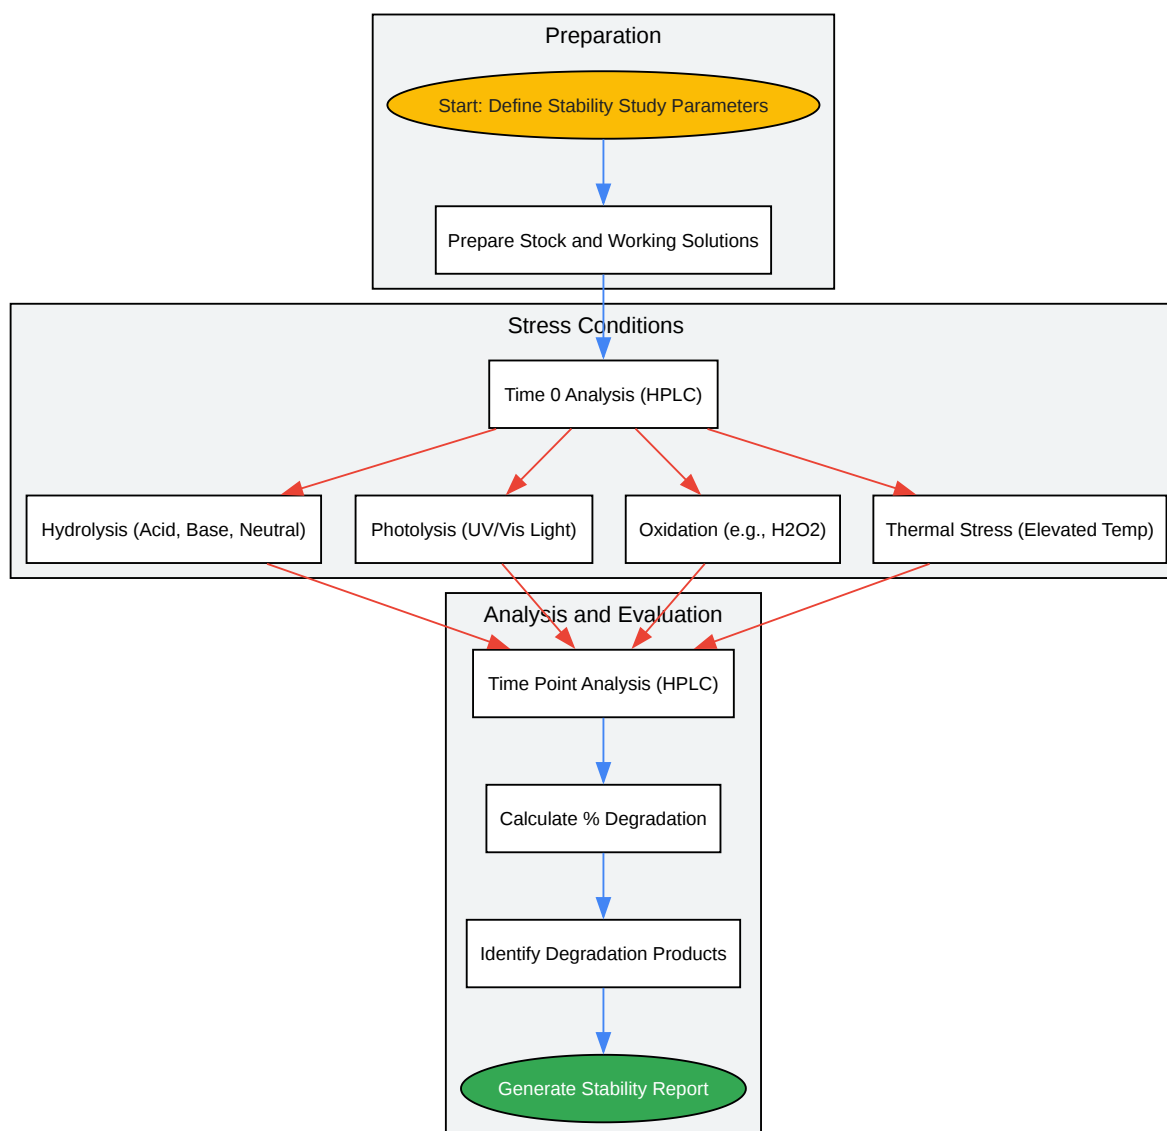 Preparation
Start: Define Stability Study Parameters
Prepare Stock and Working Solutions
Stress Conditions
Time 0 Analysis (HPLC)
Hydrolysis (Acid, Base, Neutral)
Photolysis (UV/Vis Light)
Oxidation (e.g., H2O2)
Thermal Stress (Elevated Temp)
Analysis and Evaluation
Time Point Analysis (HPLC)
Calculate % Degradation
Identify Degradation Products
Generate Stability Report